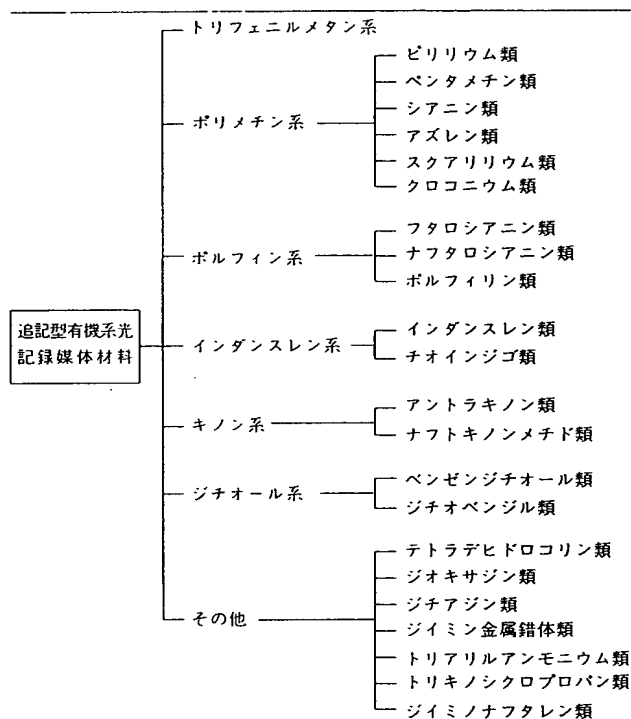 トリフェニルメタン系
ピリリウム類
ペンタメチン類
ポリメチン系
シアニン類
アズレン類
スクアリリウム類
クロコニウム類
フタロシアニン類
ポルフィン系
ナフタロシアニン類
ポルフィリン類
追記型有機系光
記録媒体材料
インダンスレン系
インダンスレン類
チオインジゴ類
アントラキノン類
キノン系
ナフトキノンメチド類
ベンゼンジチオール類
ジチオール系
ジチオベンジル類
テトラデヒドロコリン類
ジオキサジン類
ジチアジン類
その他
ジイミン金属錯体類
トリアリルアンモニウム類
トリキノシクロプロパン類
ジイミノナフタレン類